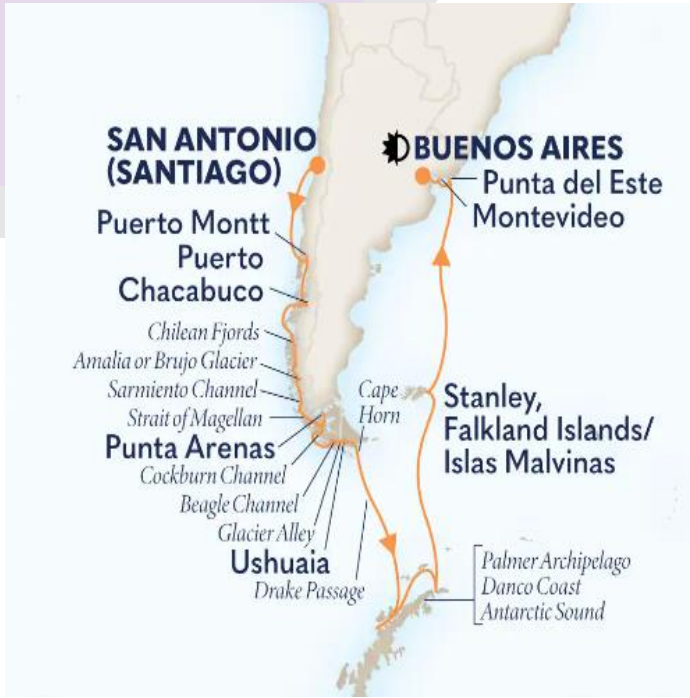 SAN ANTONIO
(SANTIAGO)
BUENOS AIRES
Punta del Este
Montevideo
Puerto Montt
Puerto
Chacabuco
Chilean Fjords
Amalia or Brujo Glacier
Sarmiento Channel
Strait of Magellan
Punta Arenas
Cockburn Channel
Beagle Channel
Glacier Alley
Ushuaia
Drake Passage
Cape
Horn
Stanley,
Falkland Islands/
Islas Malvinas
Palmer Archipelago
Danco Coast
Antarctic Sound